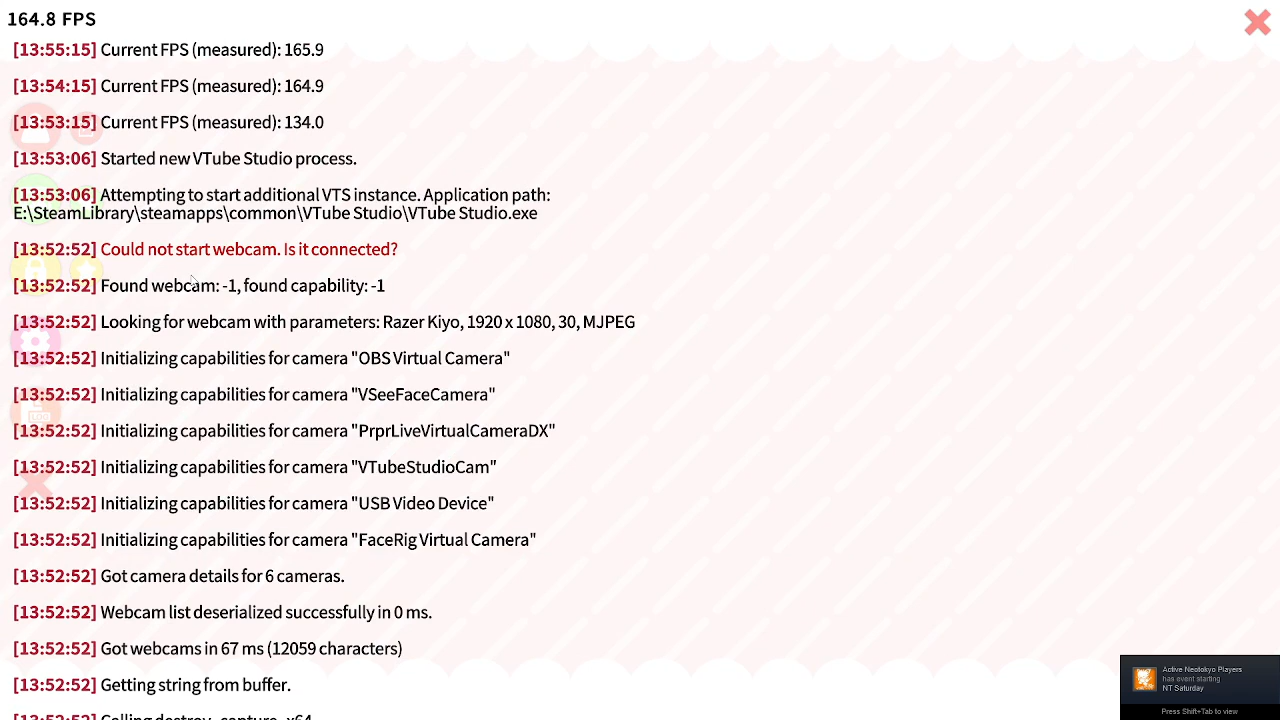 164.8 FPS
[13:55:15] Current FPS (measured): 165.9
[13:54:15] Current FPS (measured): 164.9
[13:53:15] Current FPS (measured): 134.0
[13:53:06] Started new VTube Studio process.
[13:53:06] Attempting to start additional VTS instance. Application path:
E:\SteamLibrary\steamapps\common\VTube Studio\VTube Studio.exe
[13:52:52] Could not start webcam. Is it connected?
[13:52:52] Found webcam: -1, found capability: -1
[13:52:52] Looking for webcam with parameters: Razer Kiyo, 1920 x 1080, 30, MJPEG
[13:52:52] Initializing capabilities for camera "OBS Virtual Camera"
[13:52:52] Initializing capabilities for camera "VSeeFaceCamera"
[13:52:52] Initializing capabilities for camera "PrprLiveVirtualCameraDX"
[13:52:52] Initializing capabilities for camera "VTubeStudioCam"
[13:52:52] Initializing capabilities for camera "USB Video Device"
[13:52:52] Initializing capabilities for camera "FaceRig Virtual Camera"
[13:52:52] Got camera details for 6 cameras.
[13:52:52] Webcam list deserialized successfully in 0 ms.
[13:52:52] Got webcams in 67 ms (12059 characters)
[13:52:52] Getting string from buffer.
[13:52:52] Calling destroy_capture_x64
Active Neotokyo Players
has event starting
NT Saturday
Press Shift+Tab to view